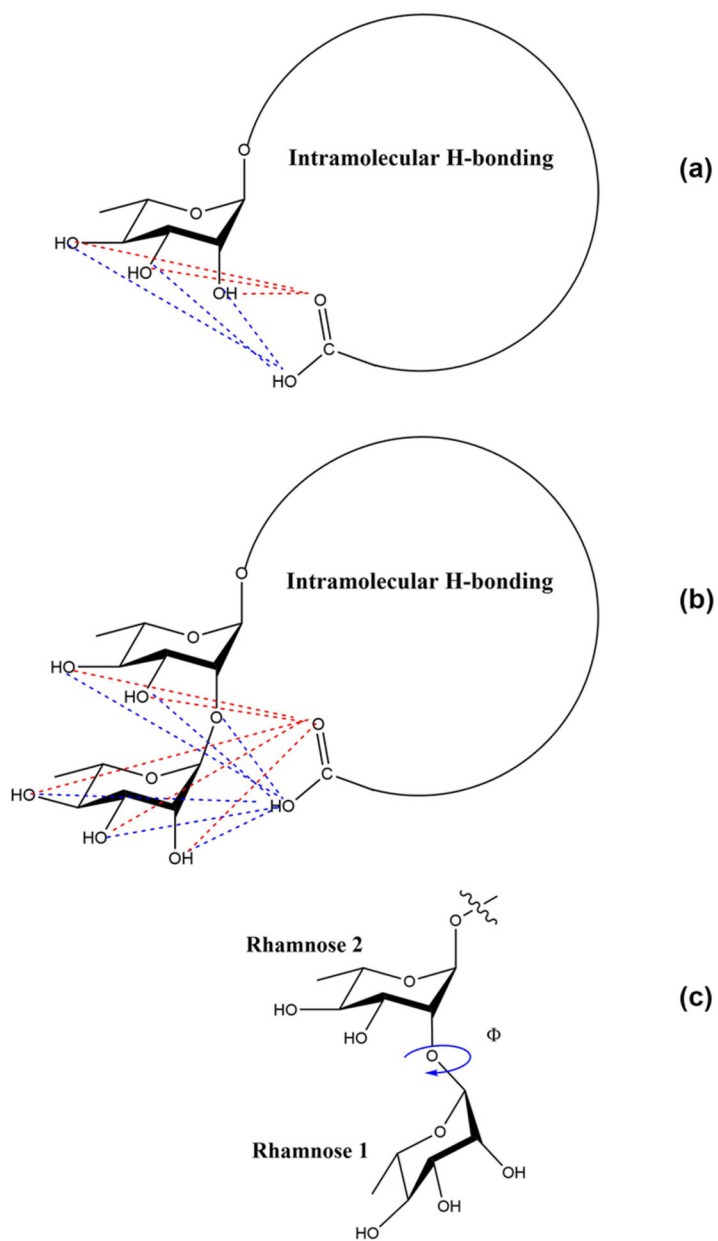 O
Intramolecular H-bonding
(a)
O
HO
HO
OH
O
C
HO
O
Intramolecular H-bonding
(b)
O
HO
HO
O
O
C
O
HO
HO
HO
OH
O
Rhamnose 2
O
HO
HO
(c)
Φ
O
O
Rhamnose 1
OH
OH
HO